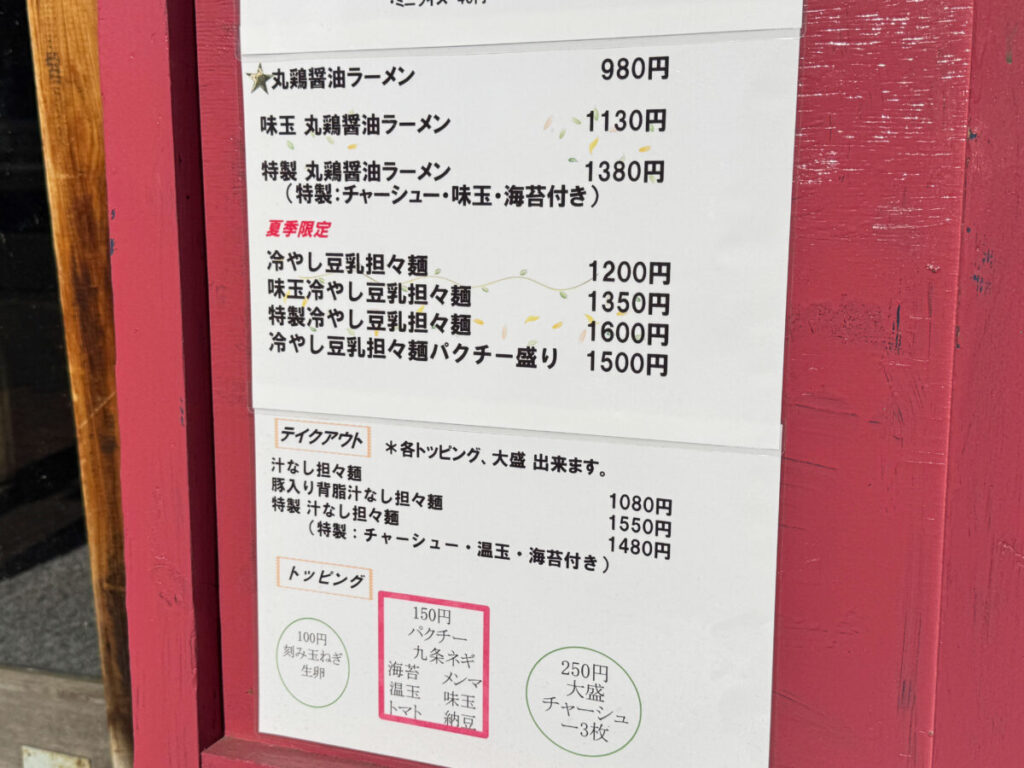 ・ミニライス 40円
丸鶏醤油ラーメン 980円
味玉 丸鶏醤油ラーメン 1130円
特製 丸鶏醤油ラーメン 1380円
（特製：チャーシュー・味玉・海苔付き）
夏季限定
冷やし豆乳担々麺 1200円
味玉冷やし豆乳担々麺 1350円
特製冷やし豆乳担々麺 1600円
冷やし豆乳担々麺パクチー盛り 1500円
テイクアウト ＊各トッピング、大盛 出来ます。
汁なし担々麺 1080円
豚入り背脂汁なし担々麺 1550円
特製 汁なし担々麺 1480円
（特製：チャーシュー・温玉・海苔付き）
トッピング
100円
刻み玉ねぎ
生卵
150円
パクチー
九条ネギ
海苔 メンマ
温玉 味玉
トマト 納豆
250円
大盛
チャーシュ
ー3枚